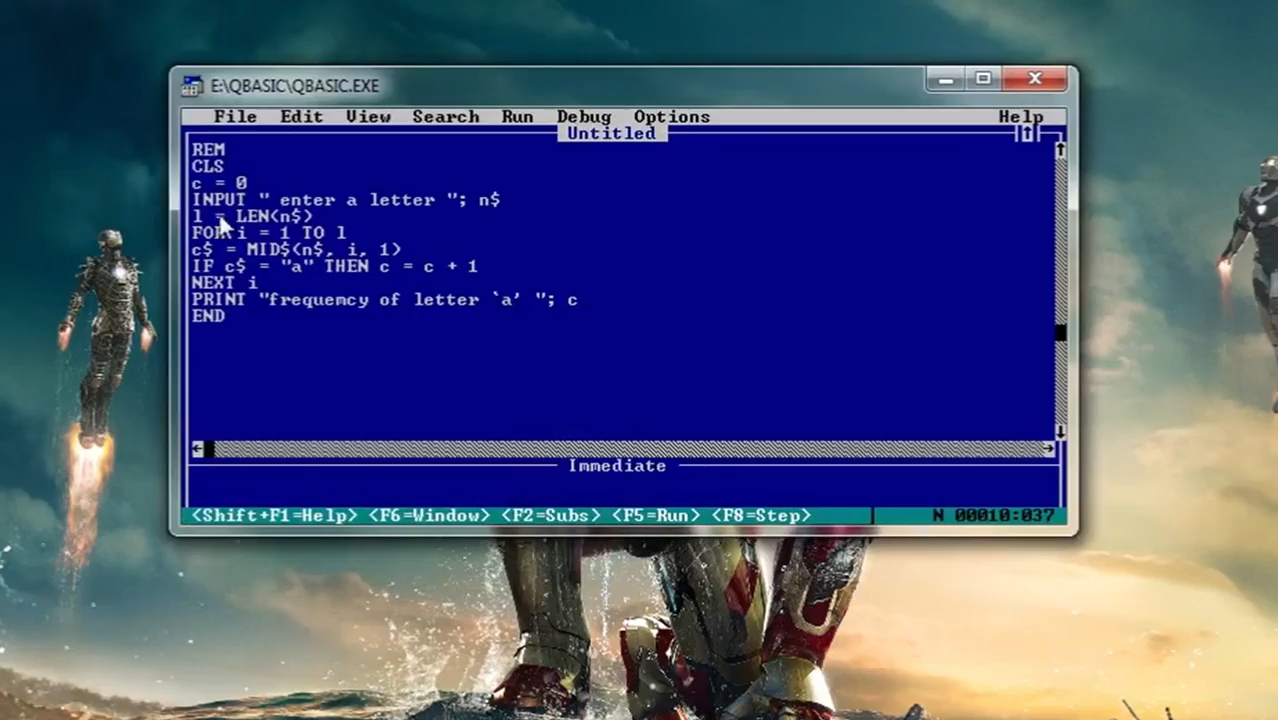 E:\QBASIC\QBASIC.EXE
File Edit View Search Run Debug Options Help
Untitled
REM
CLS
c = 0
INPUT " enter a letter "; n$
l = LEN(n$)
FOR i = 1 TO l
c$ = MID$(n$, i, 1)
IF c$ = "a" THEN c = c + 1
NEXT i
PRINT "frequemcy of letter `a' "; c
END
Immediate
<Shift+F1=Help> <F6=Window> <F2=Subs> <F5=Run> <F8=Step> N 00010:037